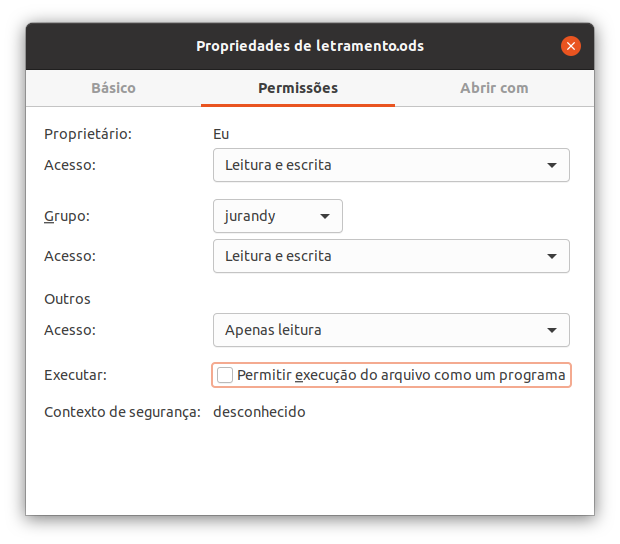 Propriedades de letramento.ods
Básico Permissões Abrir com
Proprietário: Eu
Acesso: Leitura e escrita
Grupo: jurandy
Acesso: Leitura e escrita
Outros
Acesso: Apenas leitura
Executar: Permitir execução do arquivo como um programa
Contexto de segurança: desconhecido